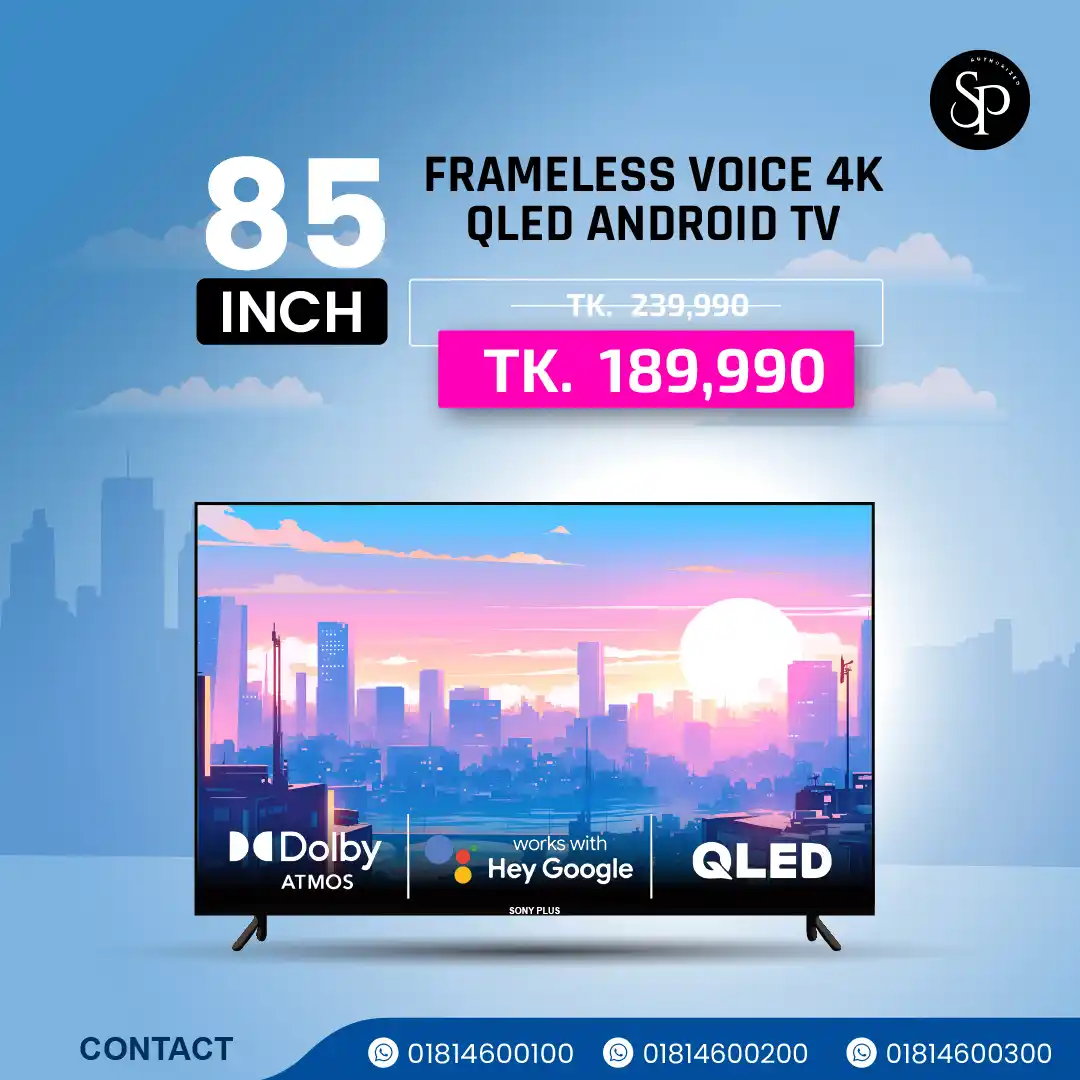 AUTHORIZED
SP
85
INCH
FRAMELESS VOICE 4K
QLED ANDROID TV
TK. 239,990
TK. 189,990
Dolby
ATMOS
works with
Hey Google
QLED
SONY PLUS
CONTACT
01814600100
01814600200
01814600300